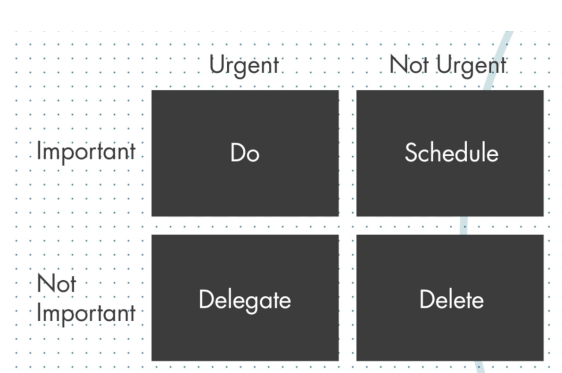 Urgent Not Urgent
Important Do Schedule
Not
Important Delegate Delete